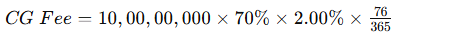 CG Fee = 10, 00, 00, 000 × 70% × 2.00% × 76/365